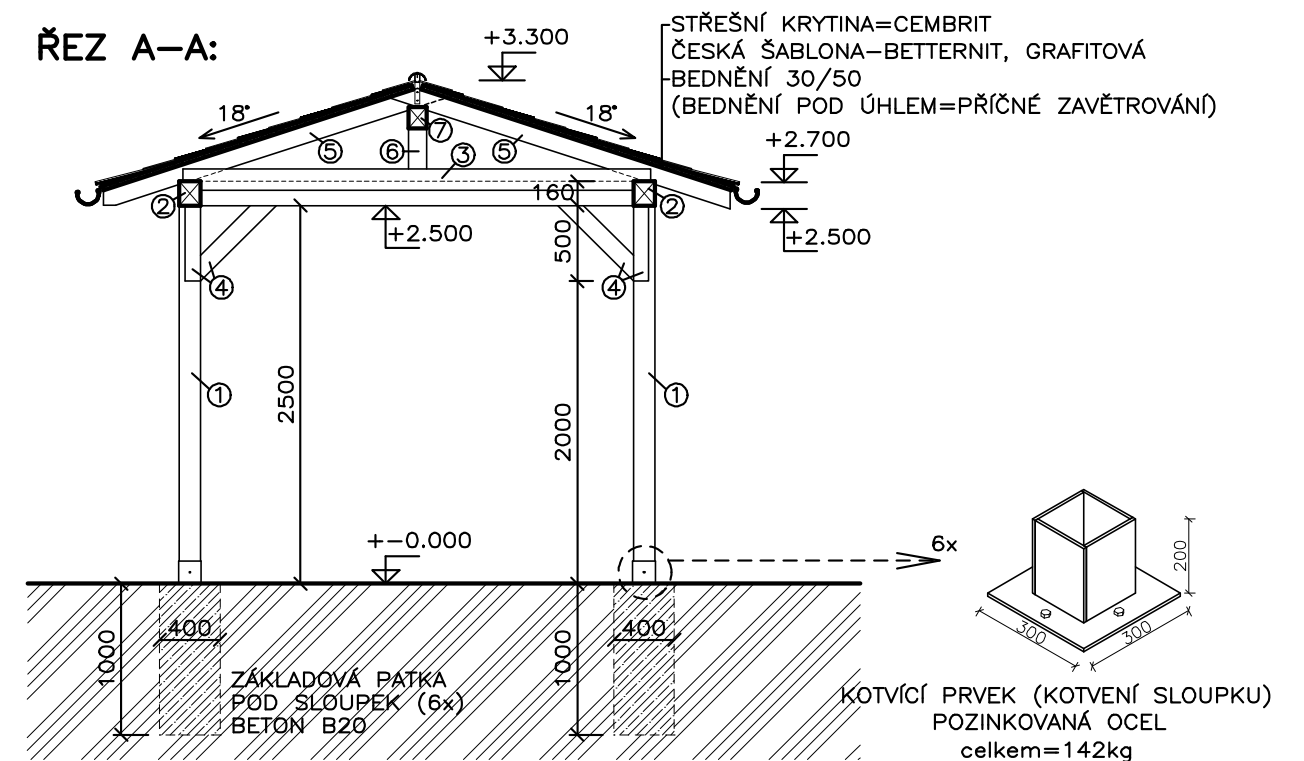 ŘEZ A-A:
+3.300
STŘEŠNÍ KRYTINA=CEMBRIT
ČESKÁ ŠABLONA-BETTERNIT, GRAFITOVÁ
BEDNĚNÍ 30/50
(BEDNĚNÍ POD ÚHLEM=PŘÍČNÉ ZAVĚTROVÁNÍ)
18°
18°
+2.700
7
5
6
3
5
2
160
2
+2.500
500
+2.500
4
4
1
2500
2000
1
+-0.000
6x
200
400
400
300
300
1000
1000
ZÁKLADOVÁ PATKA
POD SLOUPEK (6x)
BETON B20
KOTVÍCÍ PRVEK (KOTVENÍ SLOUPKU)
POZINKOVANÁ OCEL
celkem=142kg